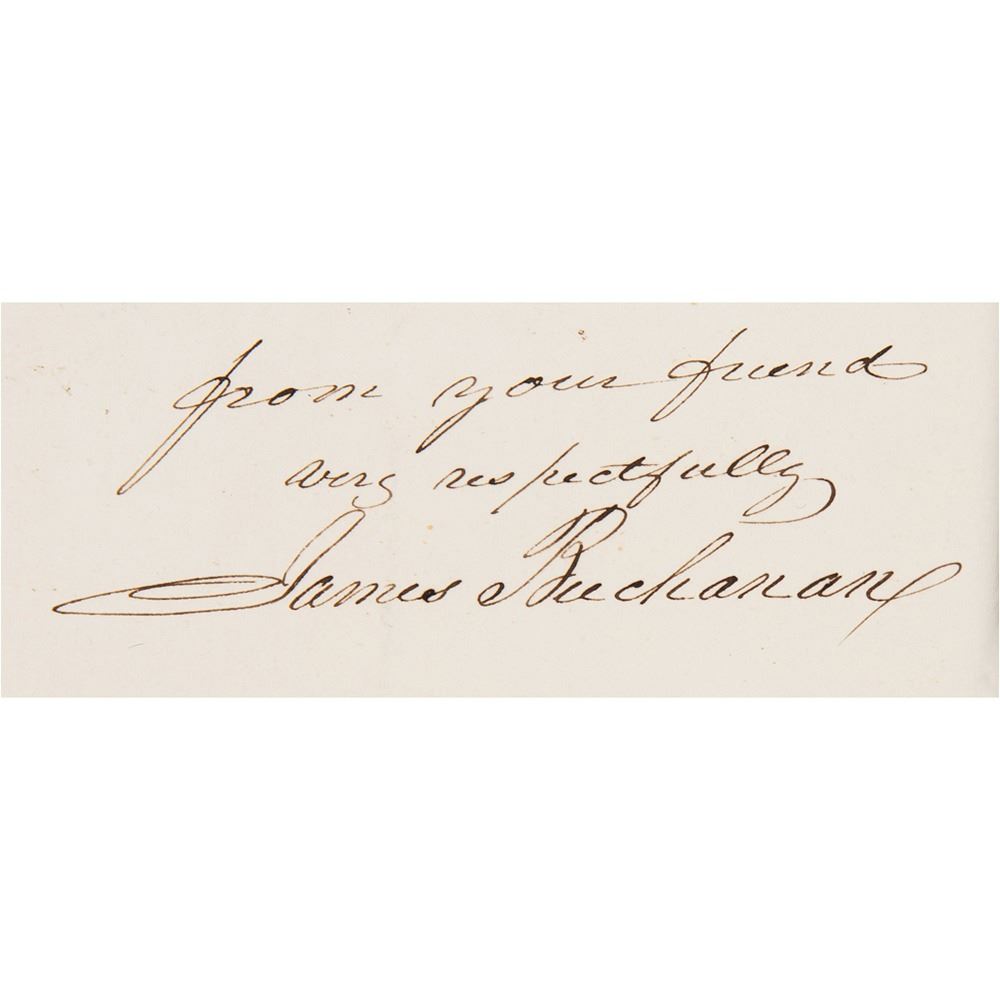 from your friend
very respectfully
James Buchanan